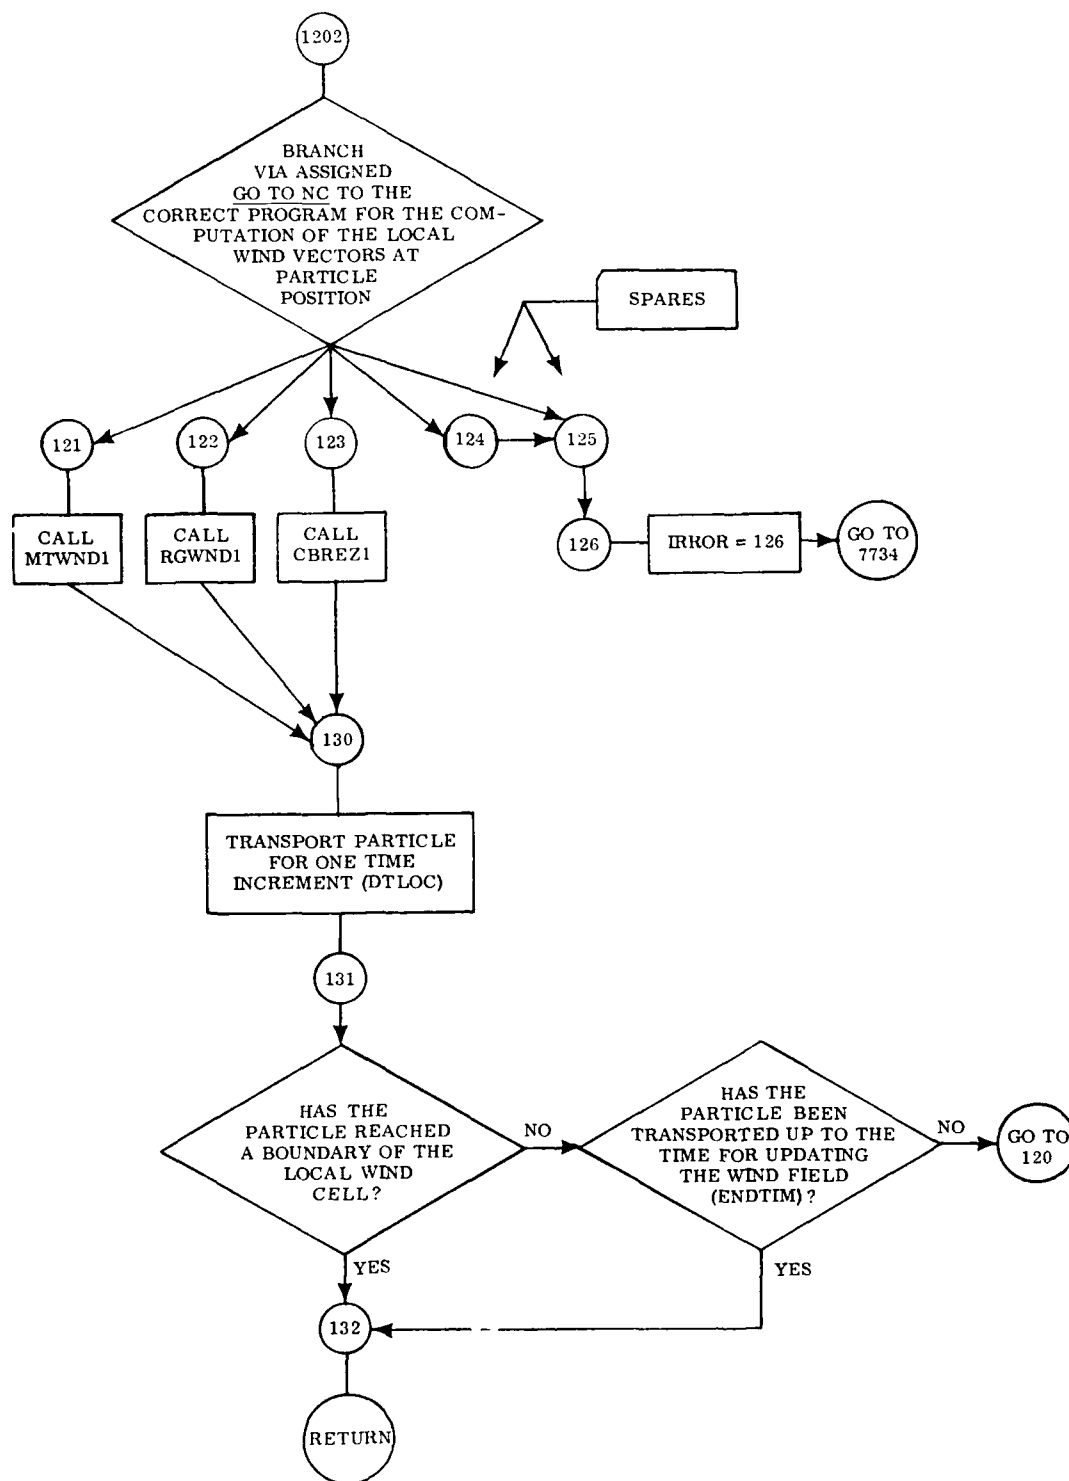 1202
BRANCH
VIA ASSIGNED
GO TO NC TO THE
CORRECT PROGRAM FOR THE COM-
PUTATION OF THE LOCAL
WIND VECTORS AT
PARTICLE
POSITION
SPARES
121
122
123
124
125
CALL
MTWND1
CALL
RGWND1
CALL
CBREZ1
126
IRROR = 126
GO TO
7734
130
TRANSPORT PARTICLE
FOR ONE TIME
INCREMENT (DTLOC)
131
HAS THE
PARTICLE REACHED
A BOUNDARY OF THE
LOCAL WIND
CELL?
NO
HAS THE
PARTICLE BEEN
TRANSPORTED UP TO THE
TIME FOR UPDATING
THE WIND FIELD
(ENDTIM)?
NO
GO TO
120
YES
YES
132
RETURN